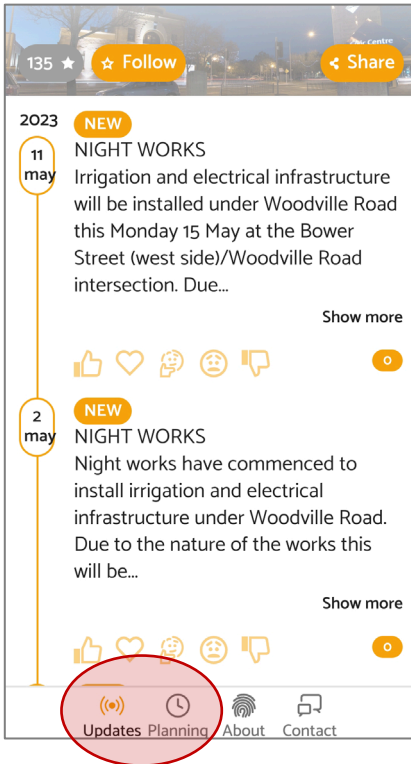 Centre
135 ★ ☆ Follow Share
2023 NEW
11 may
NIGHT WORKS
Irrigation and electrical infrastructure
will be installed under Woodville Road
this Monday 15 May at the Bower
Street (west side)/Woodville Road
intersection. Due...
Show more
0
2 may
NEW
NIGHT WORKS
Night works have commenced to
install irrigation and electrical
infrastructure under Woodville Road.
Due to the nature of the works this
will be...
Show more
0
Updates Planning About Contact